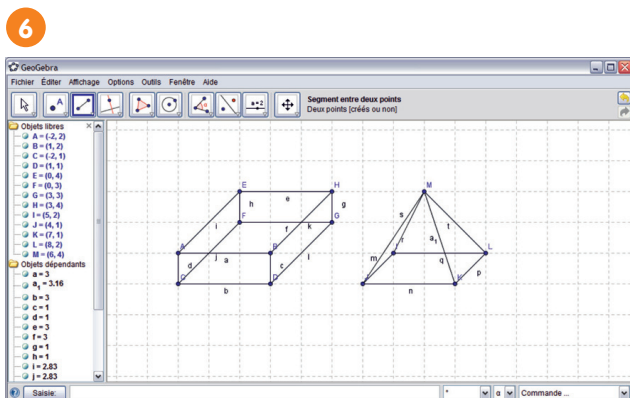 6
GeoGebra
Fichier Éditer Affichage Options Outils Fenêtre Aide
A
a=2
Segment entre deux points
Deux points [créés ou non]
Objets libres
A = (-2, 2)
B = (1, 2)
C = (-2, 1)
D = (1, 1)
E = (0, 4)
F = (0, 3)
G = (3, 3)
H = (3, 4)
I = (5, 2)
J = (4, 1)
K = (7, 1)
L = (8, 2)
M = (6, 4)
Objets dépendants
a = 3
a₁ = 3.16
b = 3
c = 1
d = 1
e = 3
f = 3
g = 1
h = 1
i = 2.83
j = 2.83
E e H M
h g
s
F f k G t
i r a₁
A B I L
j a l m q
d c p
C D J K
b n
Saisie: ° α Commande ...